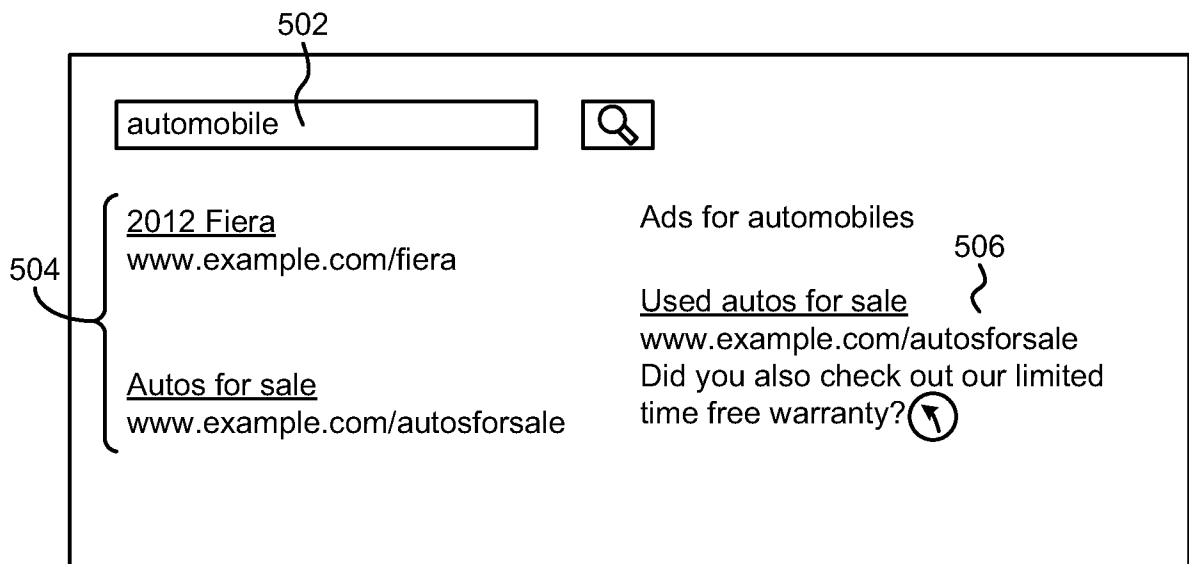 502
automobile
504
2012 Fiera
www.example.com/fiera
Autos for sale
www.example.com/autosforsale
Ads for automobiles
506
Used autos for sale
www.example.com/autosforsale
Did you also check out our limited
time free warranty?